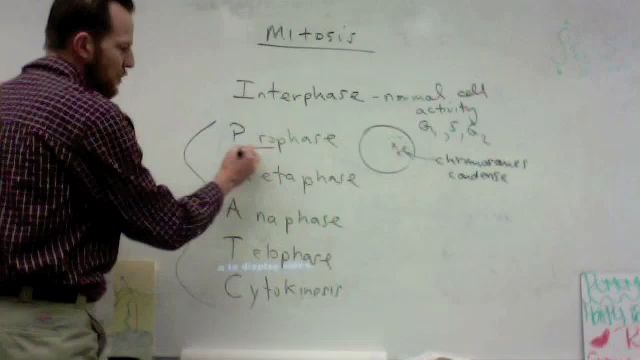 Mitosis
Interphase - normal cell
activity
G1, S, G2
Prophase
chromosomes
condense
etaphase
Anaphase
Telophase
Cytokinesis